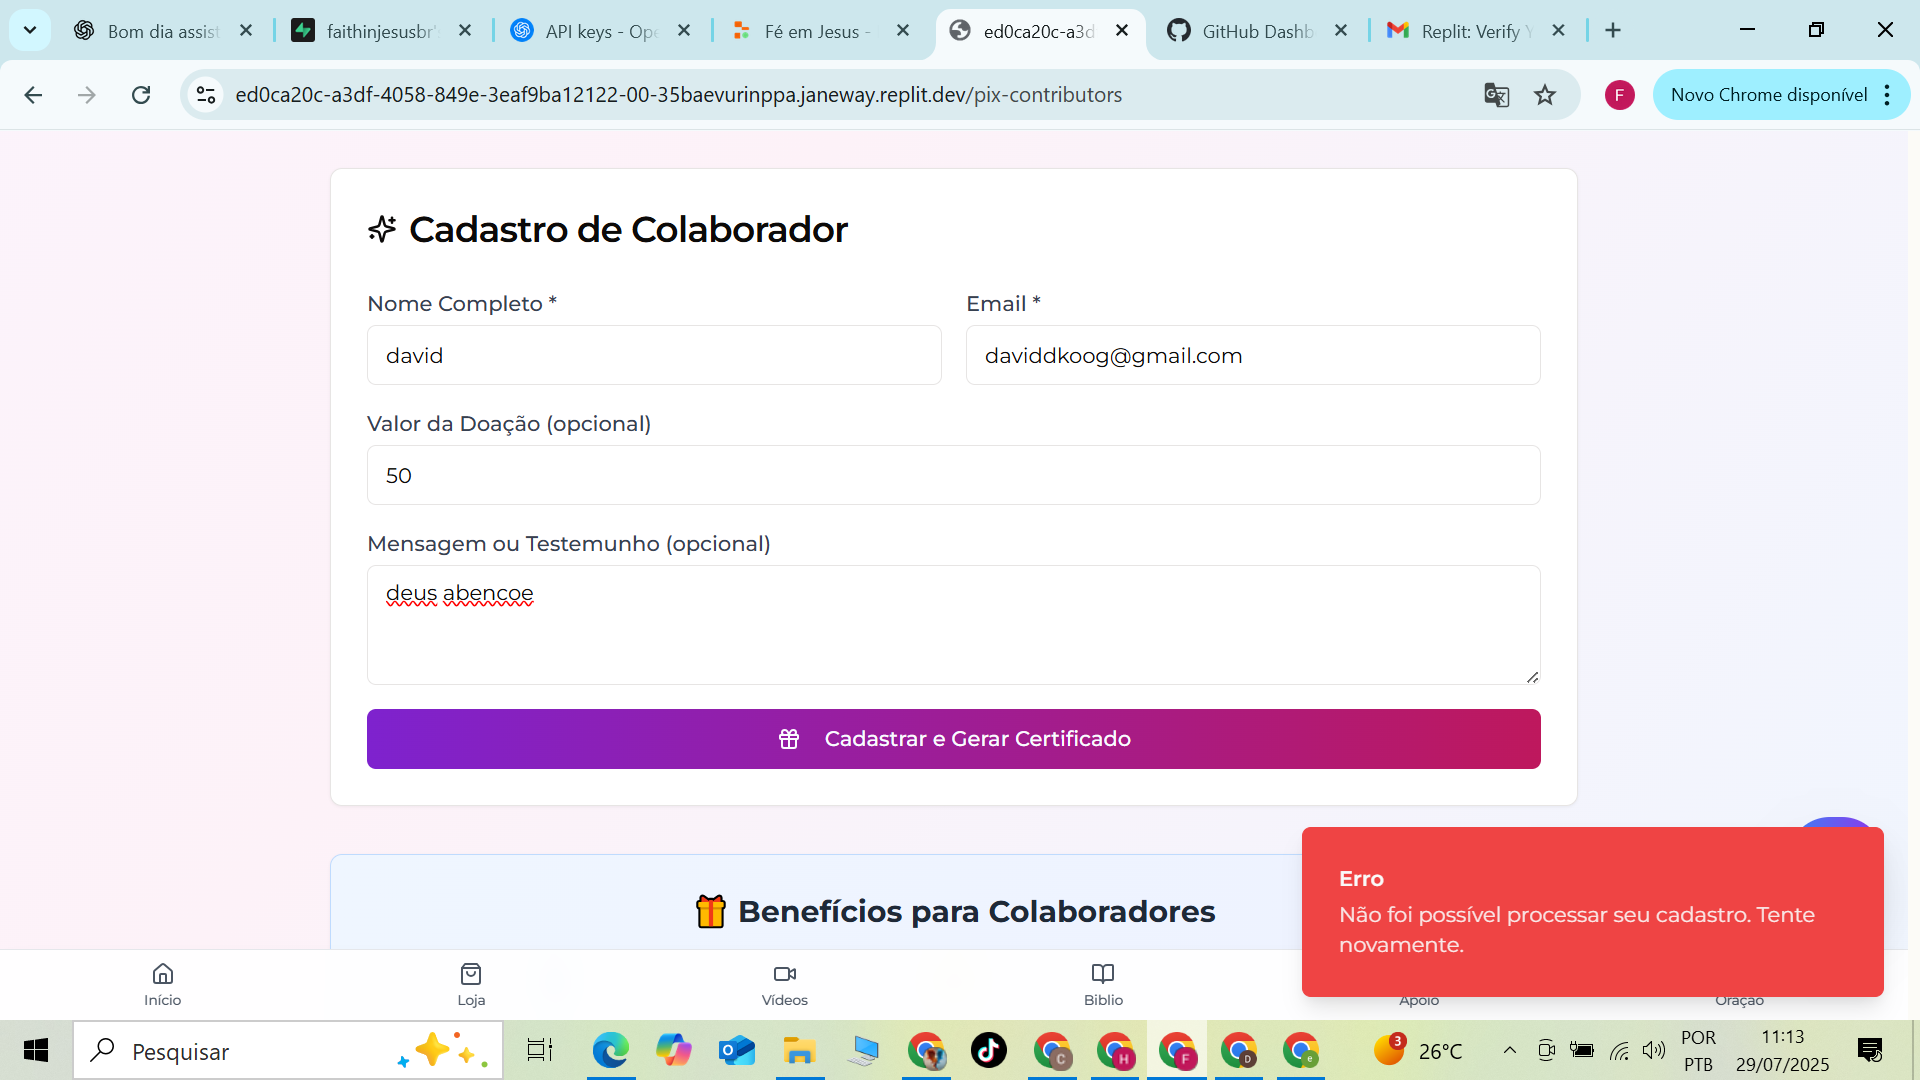 Bom dia assist
faithinjesusbr'
API keys - Ope
Fé em Jesus -
ed0ca20c-a3d
GitHub Dashb
Replit: Verify Y
ed0ca20c-a3df-4058-849e-3eaf9ba12122-00-35baevurinppa.janeway.replit.dev/pix-contributors
F
Novo Chrome disponível
Cadastro de Colaborador
Nome Completo *
Email *
david
daviddkoog@gmail.com
Valor da Doação (opcional)
50
Mensagem ou Testemunho (opcional)
deus abencoe
Cadastrar e Gerar Certificado
Benefícios para Colaboradores
Erro
Não foi possível processar seu cadastro. Tente
novamente.
Início
Loja
Vídeos
Biblio
Apoio
Oração
Pesquisar
C
H
F
D
e
3
26°C
POR
PTB
11:13
29/07/2025